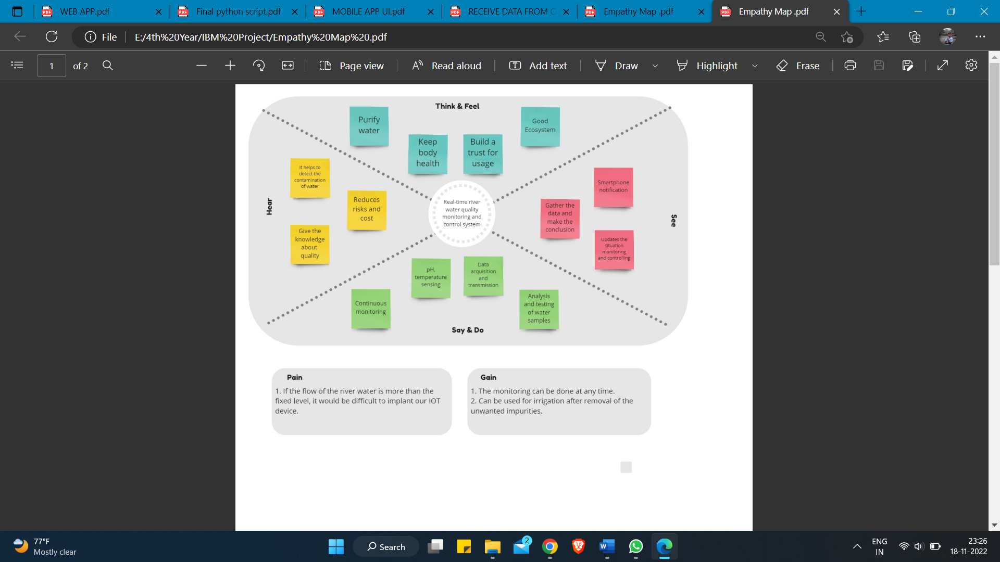 WEB APP.pdf
Final python script.pdf
MOBILE APP UI.pdf
RECEIVE DATA FROM
Empathy Map .pdf
Empathy Map .pdf
File
E:/4th%20Year/IBM%20Project/Empathy%20Map%20.pdf
1
of 2
Page view
Read aloud
Add text
Draw
Highlight
Erase
Think & Feel
Purify
water
Keep
body
health
Build a
trust for
usage
Good
Ecosystem
Hear
It helps to
detect the
contamination
of water
Reduces
risks and
cost
Give the
knowledge
about
quality
Real-time river
water quality
monitoring and
control system
See
Smartphone
notification
Gather the
data and
make the
conclusion
Updates the
situation
monitoring
and controlling
Continuous
monitoring
pH,
temperature
sensing
Data
acquisition
and
transmission
Analysis
and testing
of water
samples
Say & Do
Pain
1. If the flow of the river water is more than the
fixed level, it would be difficult to implant our IOT
device.
Gain
1. The monitoring can be done at any time.
2. Can be used for irrigation after removal of the
unwanted impurities.
77°F
Mostly clear
Search
2
ENG
IN
23:26
18-11-2022